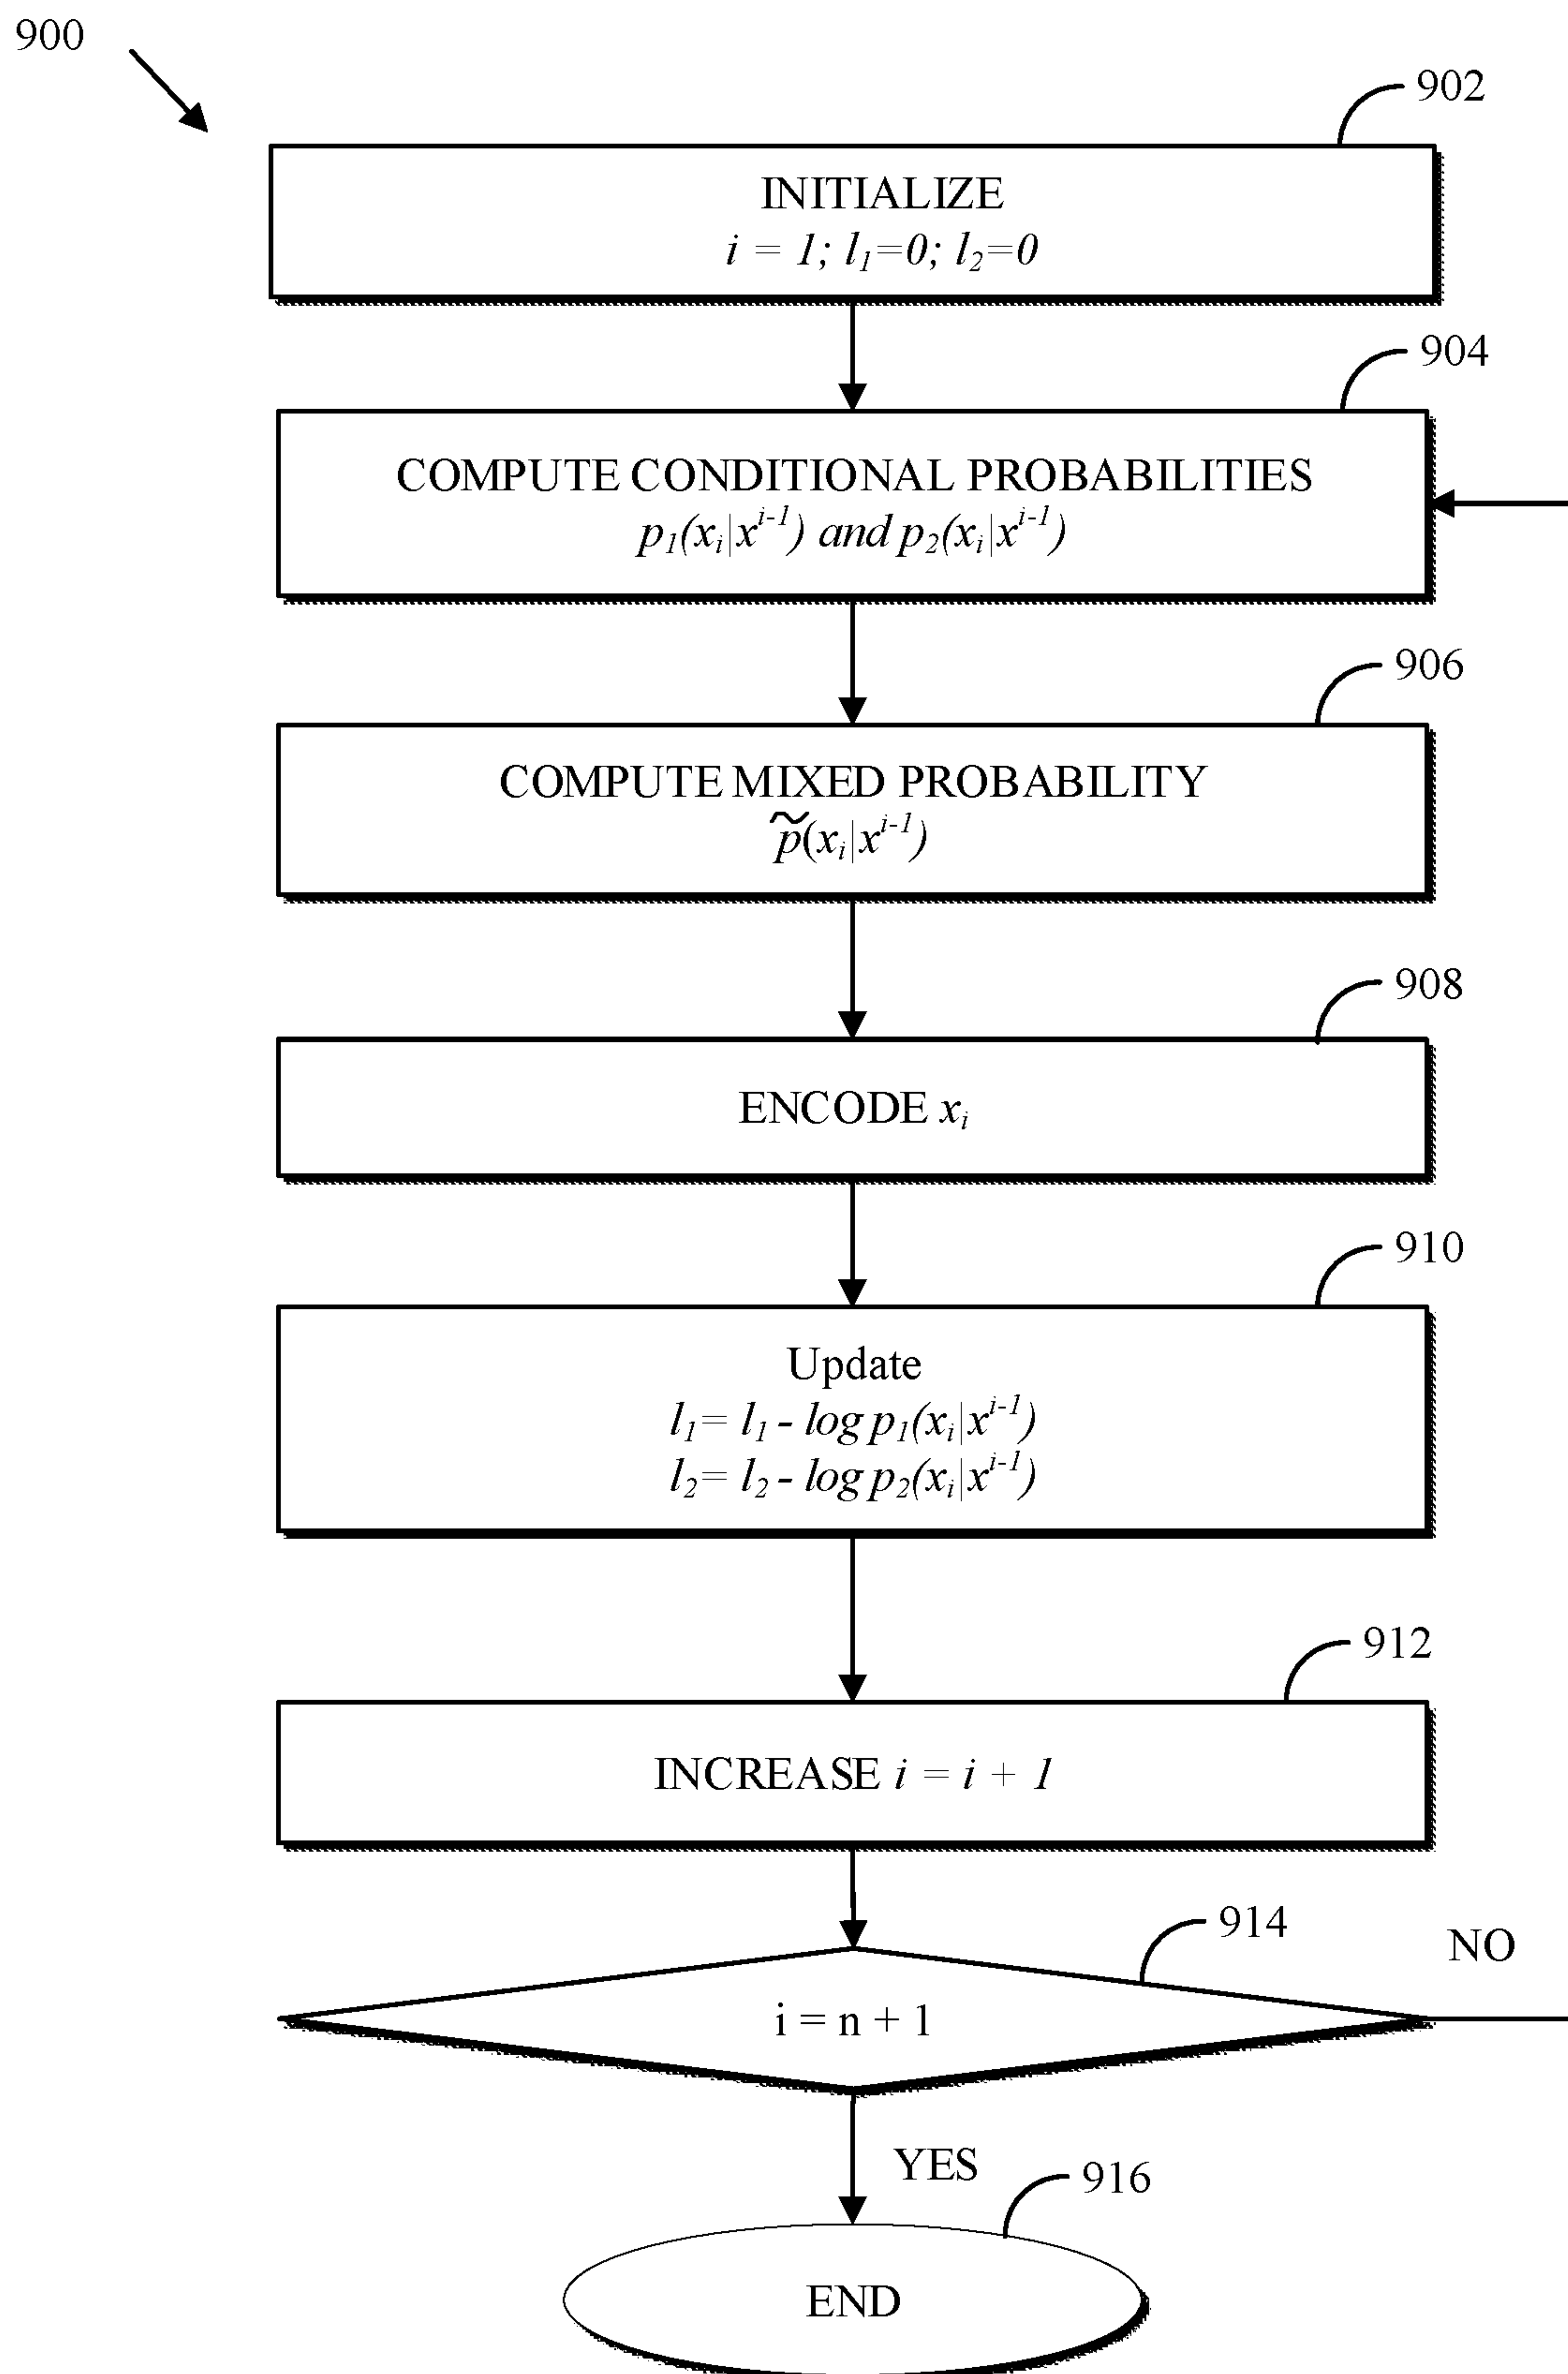 900
902
INITIALIZE
i = 1; l₁=0; l₂=0
904
COMPUTE CONDITIONAL PROBABILITIES
p₁(xᵢ|xⁱ⁻¹) and p₂(xᵢ|xⁱ⁻¹)
906
COMPUTE MIXED PROBABILITY
p̃(xᵢ|xⁱ⁻¹)
908
ENCODE xᵢ
910
Update
l₁= l₁ - log p₁(xᵢ|xⁱ⁻¹)
l₂= l₂ - log p₂(xᵢ|xⁱ⁻¹)
912
INCREASE i = i + 1
914
NO
i = n + 1
YES
916
END